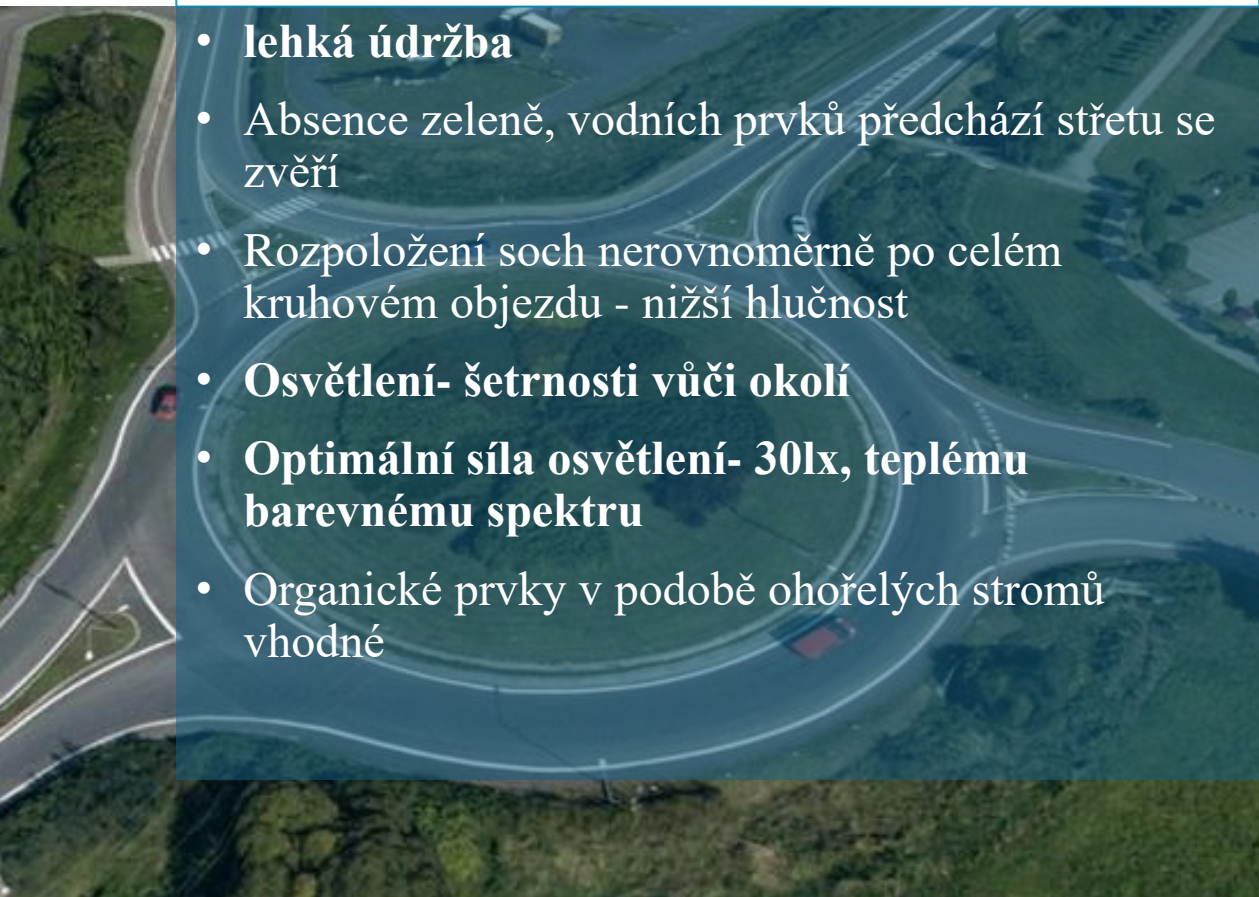 • lehká údržba
• Absence zeleně, vodních prvků předchází střetu se
zvěří
• Rozpoložení soch nerovnoměrně po celém
kruhovém objezdu - nižší hlučnost
• Osvětlení- šetrnosti vůči okolí
• Optimální síla osvětlení- 30lx, teplému
barevnému spektru
• Organické prvky v podobě ohořelých stromů
vhodné